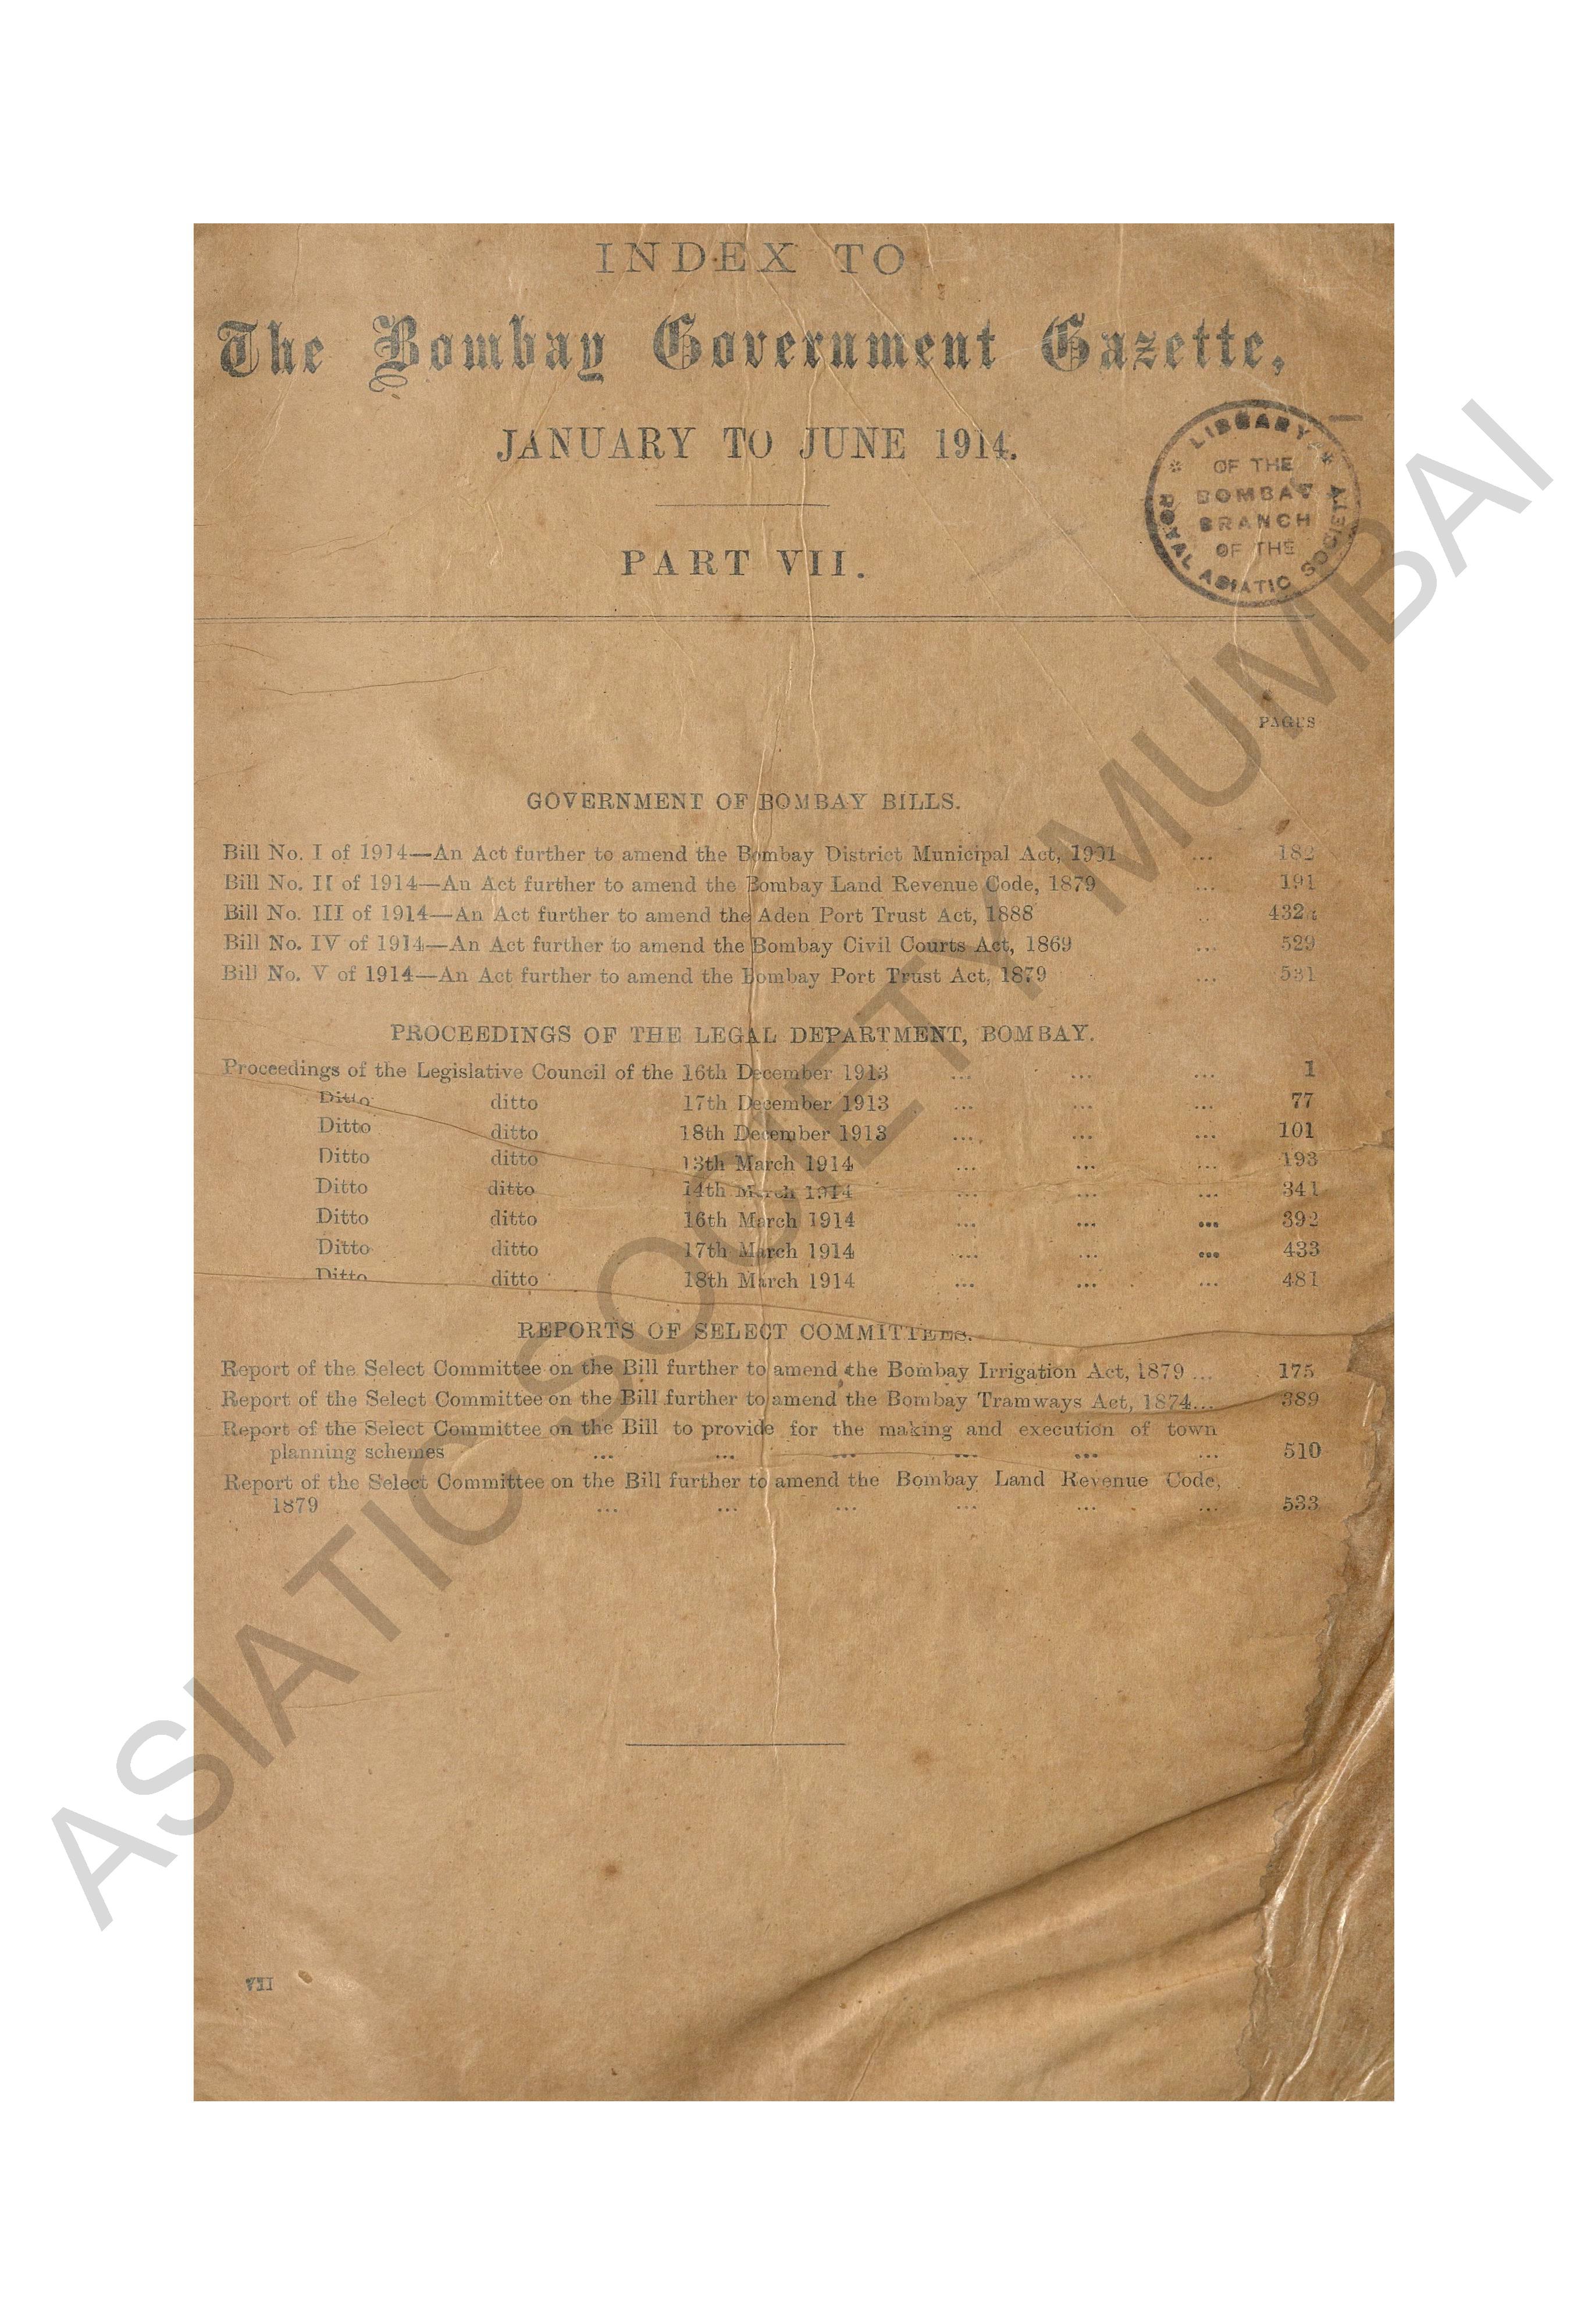 INDEX TO
The Bombay Government Gazette,
JANUARY TO JUNE 1914.
LIBRARY
OF THE
BOMBAY
BRANCH
OF THE
ROYAL ASIATIC SOCIETY
PART VII.
PAGES
GOVERNMENT OF BOMBAY BILLS.
Bill No. I of 1914—An Act further to amend the Bombay District Municipal Act, 1901 ... 182
Bill No. II of 1914—An Act further to amend the Bombay Land Revenue Code, 1879 ... 191
Bill No. III of 1914—An Act further to amend the Aden Port Trust Act, 1888 ... 432
Bill No. IV of 1914—An Act further to amend the Bombay Civil Courts Act, 1869 ... 529
Bill No. V of 1914—An Act further to amend the Bombay Port Trust Act, 1879 ... 531
PROCEEDINGS OF THE LEGAL DEPARTMENT, BOMBAY.
Proceedings of the Legislative Council of the 16th December 1913 ... ... ... 1
Ditto ditto 17th December 1913 ... ... ... 77
Ditto ditto 18th December 1913 ... ... ... 101
Ditto ditto 13th March 1914 ... ... ... 193
Ditto ditto 14th March 1914 ... ... ... 341
Ditto ditto 16th March 1914 ... ... ... 392
Ditto ditto 17th March 1914 ... ... ... 433
Ditto ditto 18th March 1914 ... ... ... 481
REPORTS OF SELECT COMMITTEES.
Report of the Select Committee on the Bill further to amend the Bombay Irrigation Act, 1879 ... 175
Report of the Select Committee on the Bill further to amend the Bombay Tramways Act, 1874... 389
Report of the Select Committee on the Bill to provide for the making and execution of town
planning schemes ... ... ... ... ... ... 510
Report of the Select Committee on the Bill further to amend the Bombay Land Revenue Code,
1879 ... ... ... ... ... ... 533
VII
ASIATIC SOCIETY MUMBAI